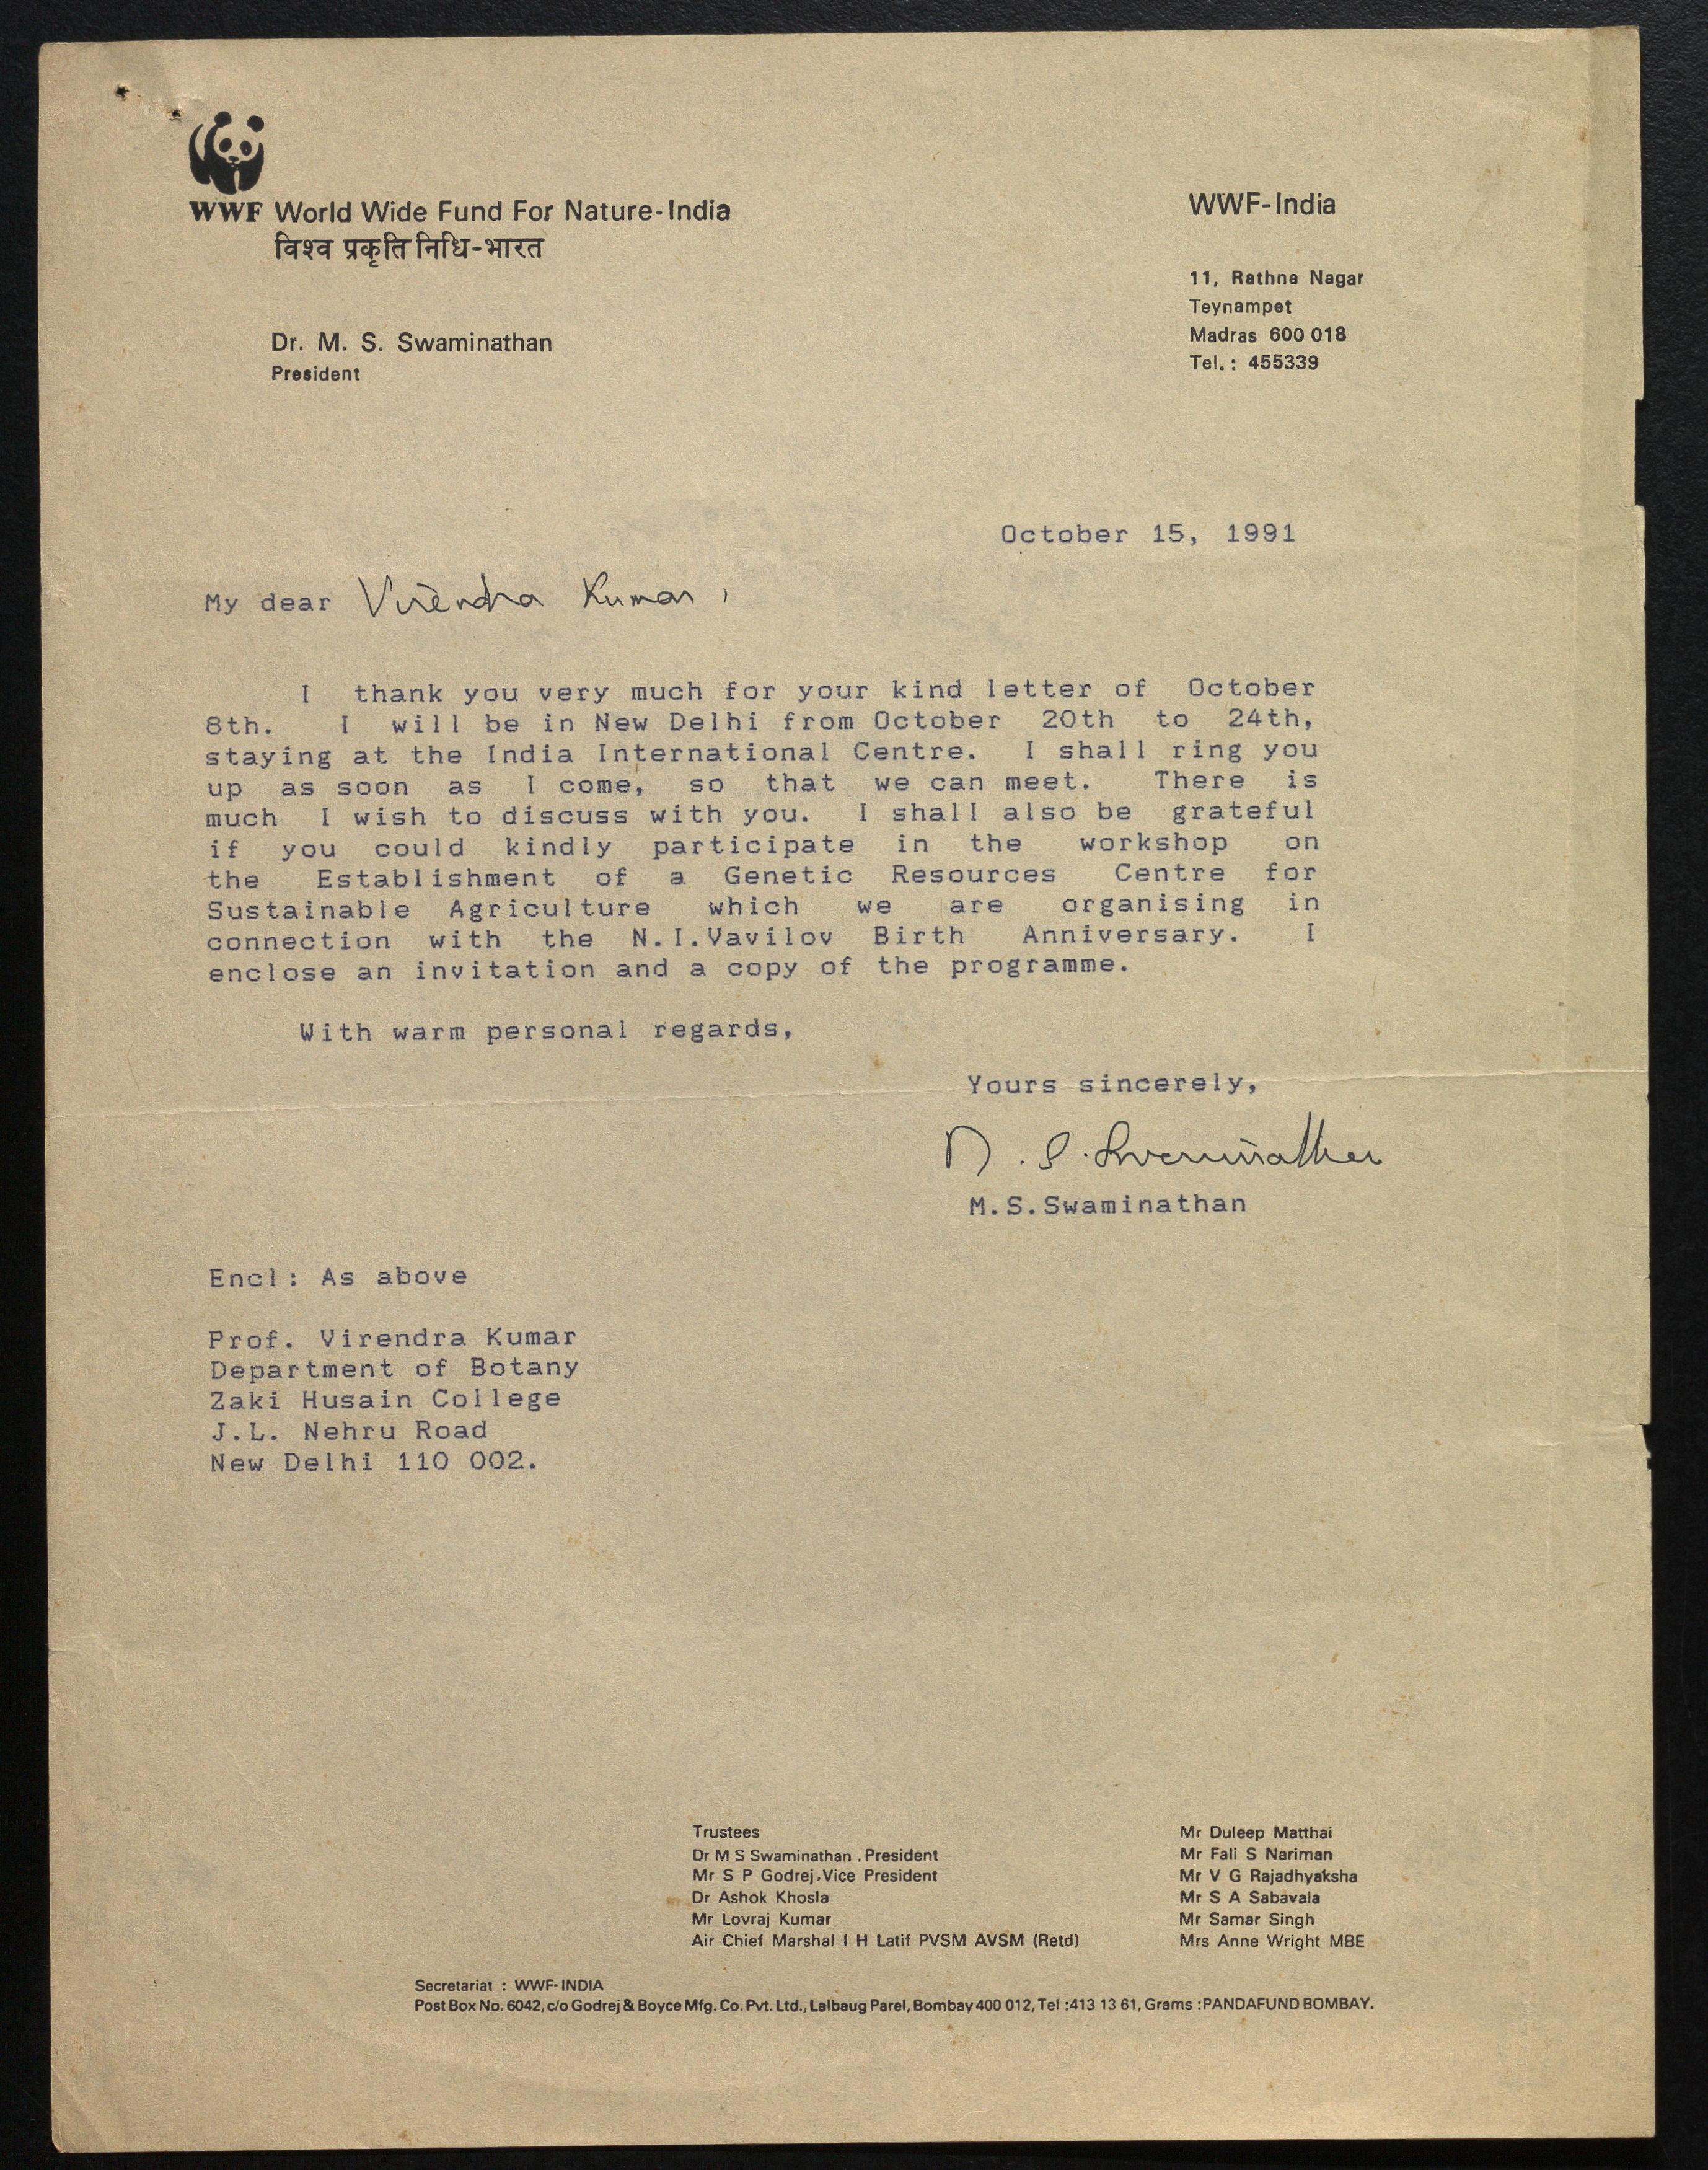 WWF World Wide Fund For Nature-India
विश्व प्रकृति निधि-भारत
Dr. M. S. Swaminathan
President
WWF-India
11, Rathna Nagar
Teynampet
Madras 600 018
Tel. : 455339
October 15, 1991
My dear Virendra Kumar,
I thank you very much for your kind letter of October
8th. I will be in New Delhi from October 20th to 24th,
staying at the India International Centre. I shall ring you
up as soon as I come, so that we can meet. There is
much I wish to discuss with you. I shall also be grateful
if you could kindly participate in the workshop on
the Establishment of a Genetic Resources Centre for
Sustainable Agriculture which we are organising in
connection with the N.I.Vavilov Birth Anniversary. I
enclose an invitation and a copy of the programme.
With warm personal regards,
Yours sincerely,
M. S. Swaminathan
M.S.Swaminathan
Encl: As above
Prof. Virendra Kumar
Department of Botany
Zaki Husain College
J.L. Nehru Road
New Delhi 110 002.
Trustees
Dr M S Swaminathan . President
Mr S P Godrej.Vice President
Dr Ashok Khosla
Mr Lovraj Kumar
Air Chief Marshal I H Latif PVSM AVSM (Retd)
Mr Duleep Matthai
Mr Fali S Nariman
Mr V G Rajadhyaksha
Mr S A Sabavala
Mr Samar Singh
Mrs Anne Wright MBE
Secretariat : WWF-INDIA
Post Box No. 6042, c/o Godrej & Boyce Mfg. Co. Pvt. Ltd., Lalbaug Parel, Bombay 400 012, Tel :413 13 61, Grams :PANDAFUND BOMBAY.